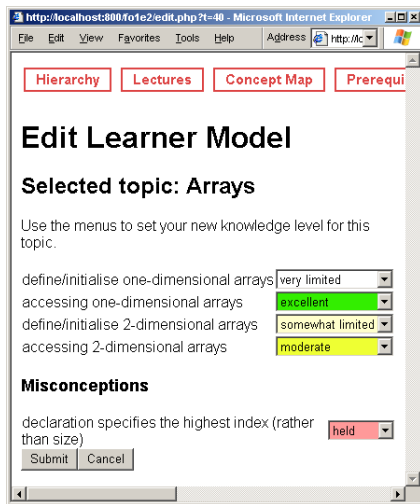 http://localhost:800/fo1e2/edit.php?t=40 - Microsoft Internet Explorer
File Edit View Favorites Tools Help Address http://lc
Hierarchy Lectures Concept Map Prerequi
Edit Learner Model
Selected topic: Arrays
Use the menus to set your new knowledge level for this
topic.
define/initialise one-dimensional arrays very limited
accessing one-dimensional arrays excellent
define/initialise 2-dimensional arrays somewhat limited
accessing 2-dimensional arrays moderate
Misconceptions
declaration specifies the highest index (rather
than size) held
Submit Cancel